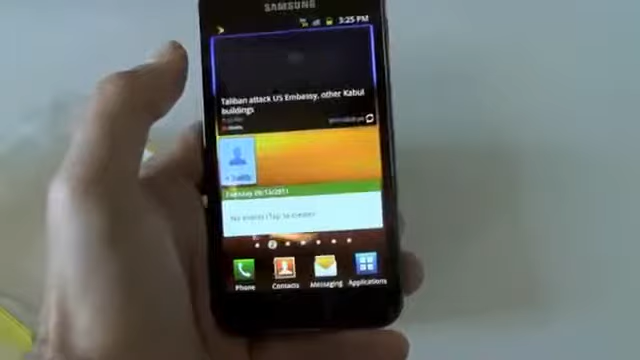 SAMSUNG
3:25 PM
Taliban attack US Embassy, other Kabul
buildings
Tuesday 09/13/2011
No events (Tap to create)
2
Phone Contacts Messaging Applications